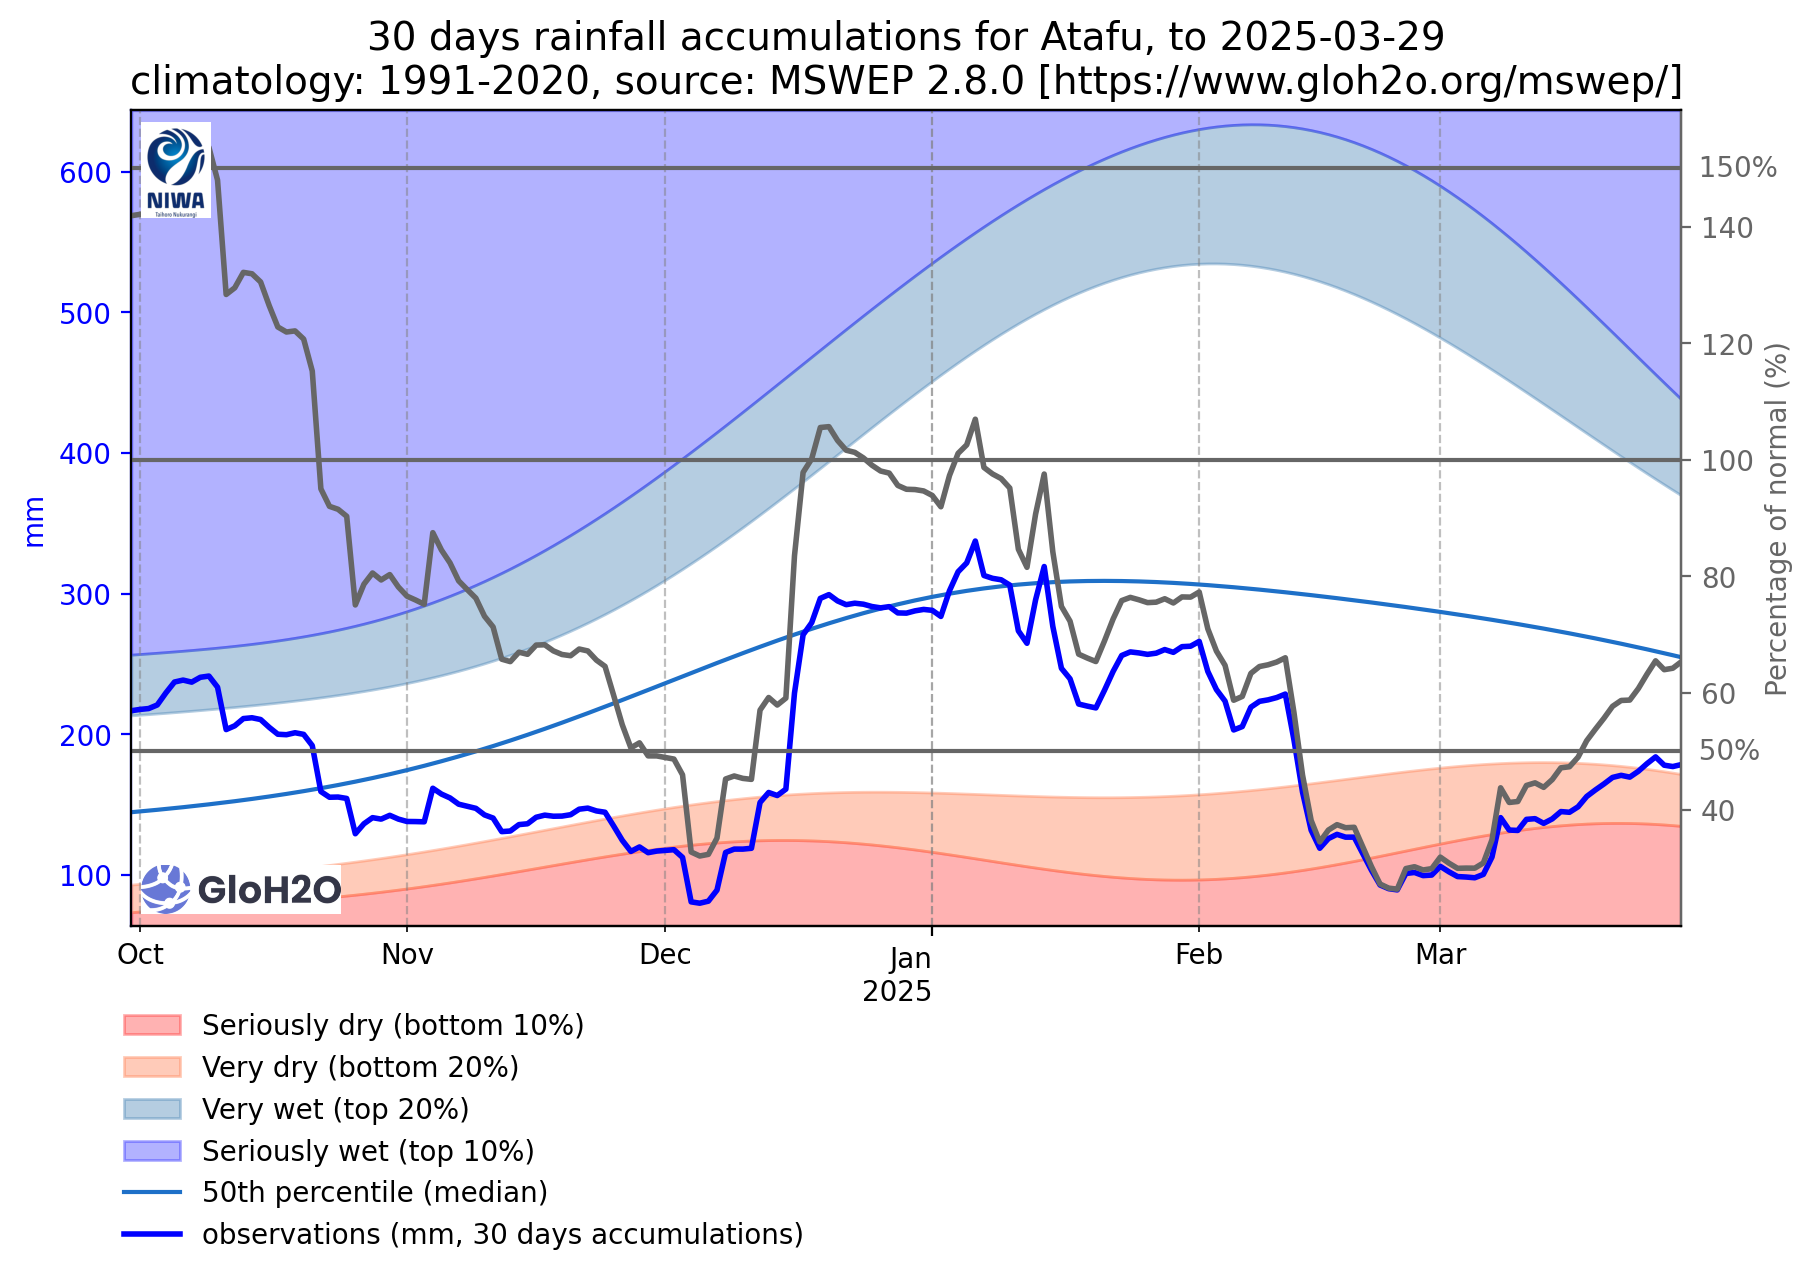 30 days rainfall accumulations for Atafu, to 2025-03-29
climatology: 1991-2020, source: MSWEP 2.8.0 [https://www.gloh2o.org/mswep/]
NIWA
Taihoro Nukurangi
600
500
400
300
200
100
mm
150%
140
120
100
80
60
50%
40
Percentage of normal (%)
GloH2O
Oct
Nov
Dec
Jan
2025
Feb
Mar
Seriously dry (bottom 10%)
Very dry (bottom 20%)
Very wet (top 20%)
Seriously wet (top 10%)
50th percentile (median)
observations (mm, 30 days accumulations)